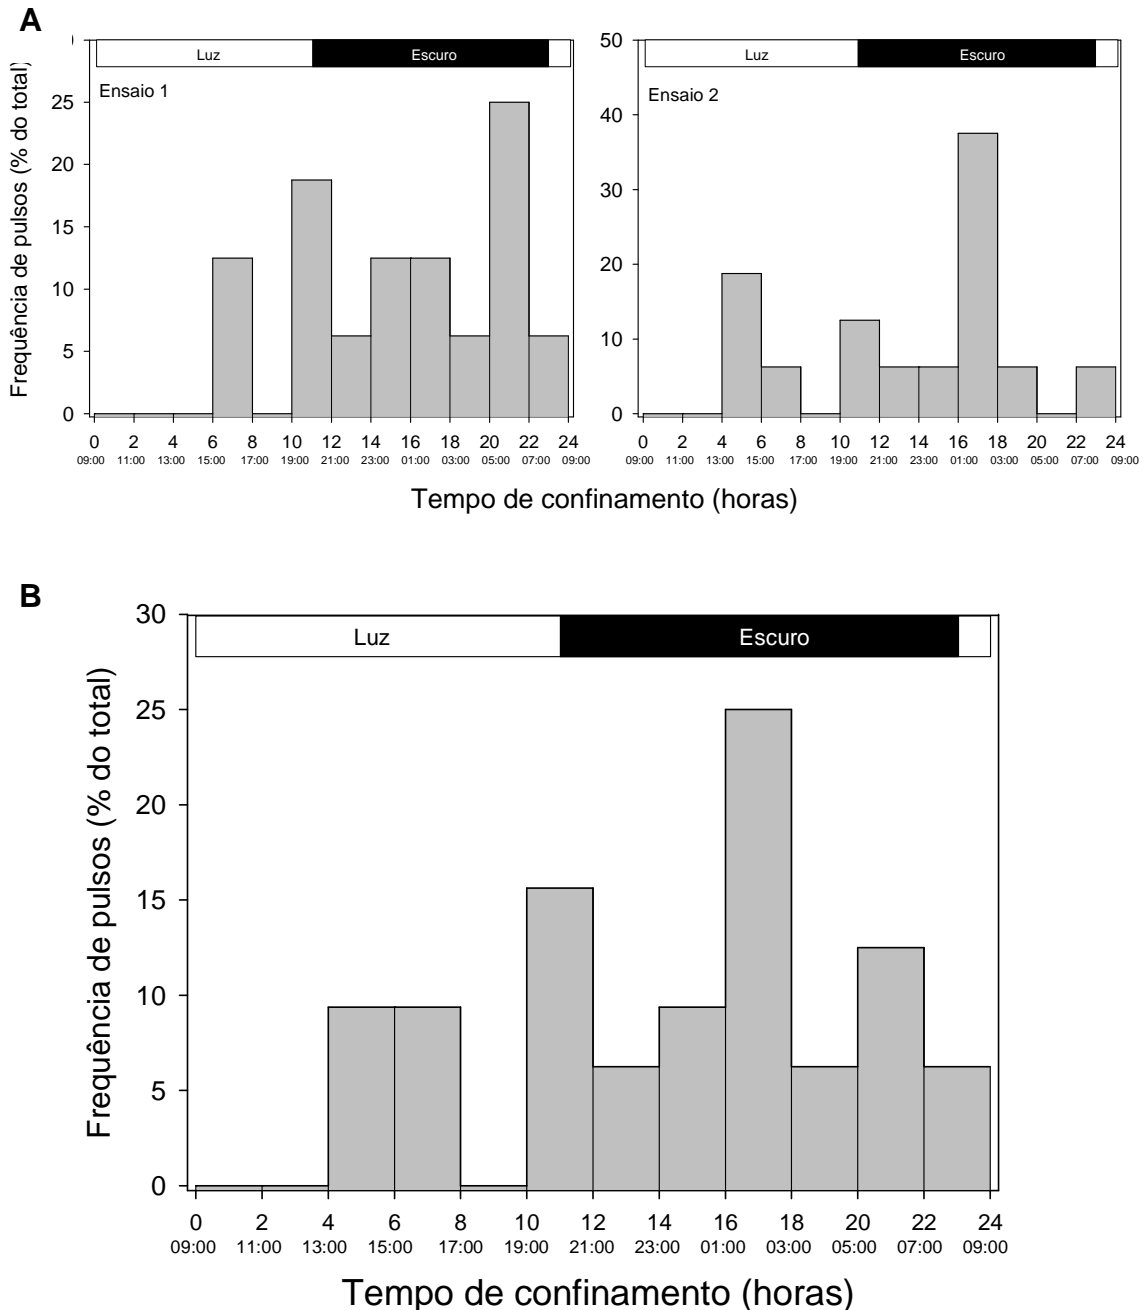 A
Luz Escuro
Ensaio 1
25
20
15
10
5
0
Frequência de pulsos (% do total)
0 2 4 6 8 10 12 14 16 18 20 22 24
09:00 11:00 13:00 15:00 17:00 19:00 21:00 23:00 01:00 03:00 05:00 07:00 09:00
50
Luz Escuro
Ensaio 2
40
30
20
10
0
0 2 4 6 8 10 12 14 16 18 20 22 24
09:00 11:00 13:00 15:00 17:00 19:00 21:00 23:00 01:00 03:00 05:00 07:00 09:00
Tempo de confinamento (horas)
B
30
Luz Escuro
25
20
15
10
5
0
Frequência de pulsos (% do total)
0 2 4 6 8 10 12 14 16 18 20 22 24
09:00 11:00 13:00 15:00 17:00 19:00 21:00 23:00 01:00 03:00 05:00 07:00 09:00
Tempo de confinamento (horas)